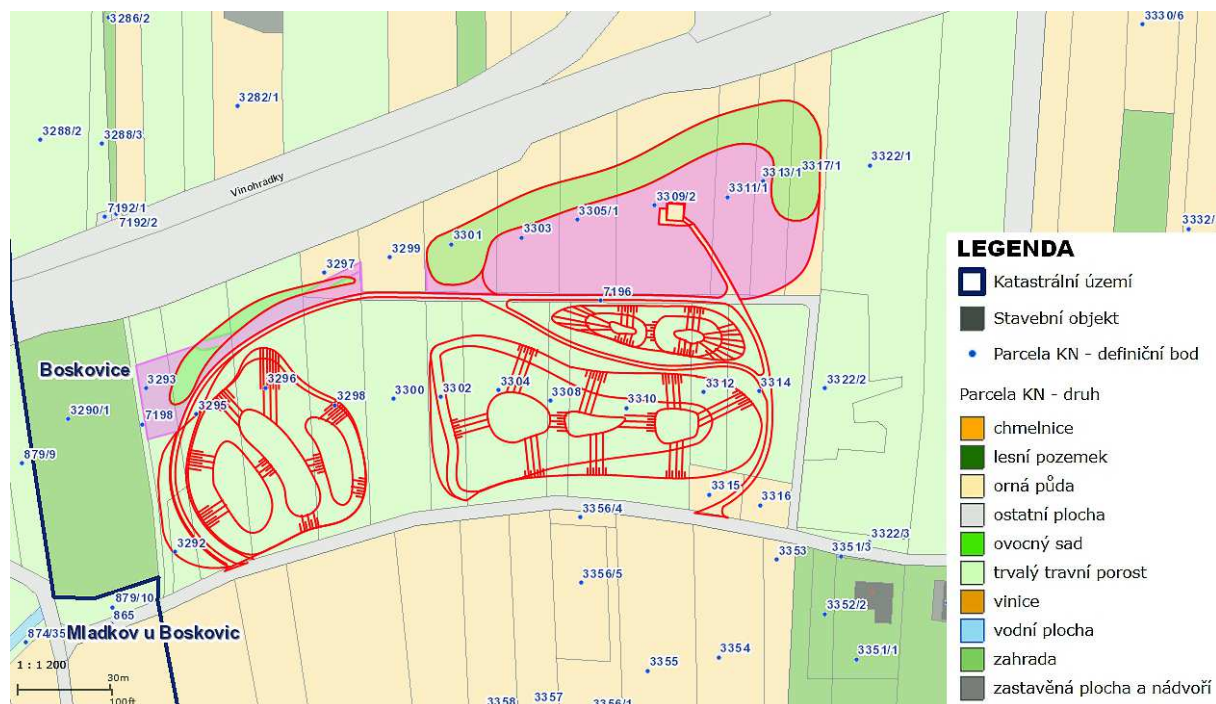 3286/2
3330/6
3282/1
3288/2
3288/3
3322/1
Vinohrádky
3317/1
3313/1
3311/1
3309/2
7192/1
7192/2
3305/1
3303
3301
3299
3297
3332/
7196
Boskovice
3293
3296
3322/2
3290/1
7198
3295
3298
3300
3302
3304
3308
3310
3312
3314
879/9
3315
3316
3356/4
3292
3322/3
3353
3351/3
3356/5
879/10
865
3352/2
874/35
Mladkov u Boskovic
3354
3351/1
3355
1 : 1 200
30m
100ft
3358
3357
3356/1
LEGENDA
Katastrální území
Stavební objekt
Parcela KN - definiční bod
Parcela KN - druh
chmelnice
lesní pozemek
orná půda
ostatní plocha
ovocný sad
trvalý travní porost
vinice
vodní plocha
zahrada
zastavěná plocha a nádvoří